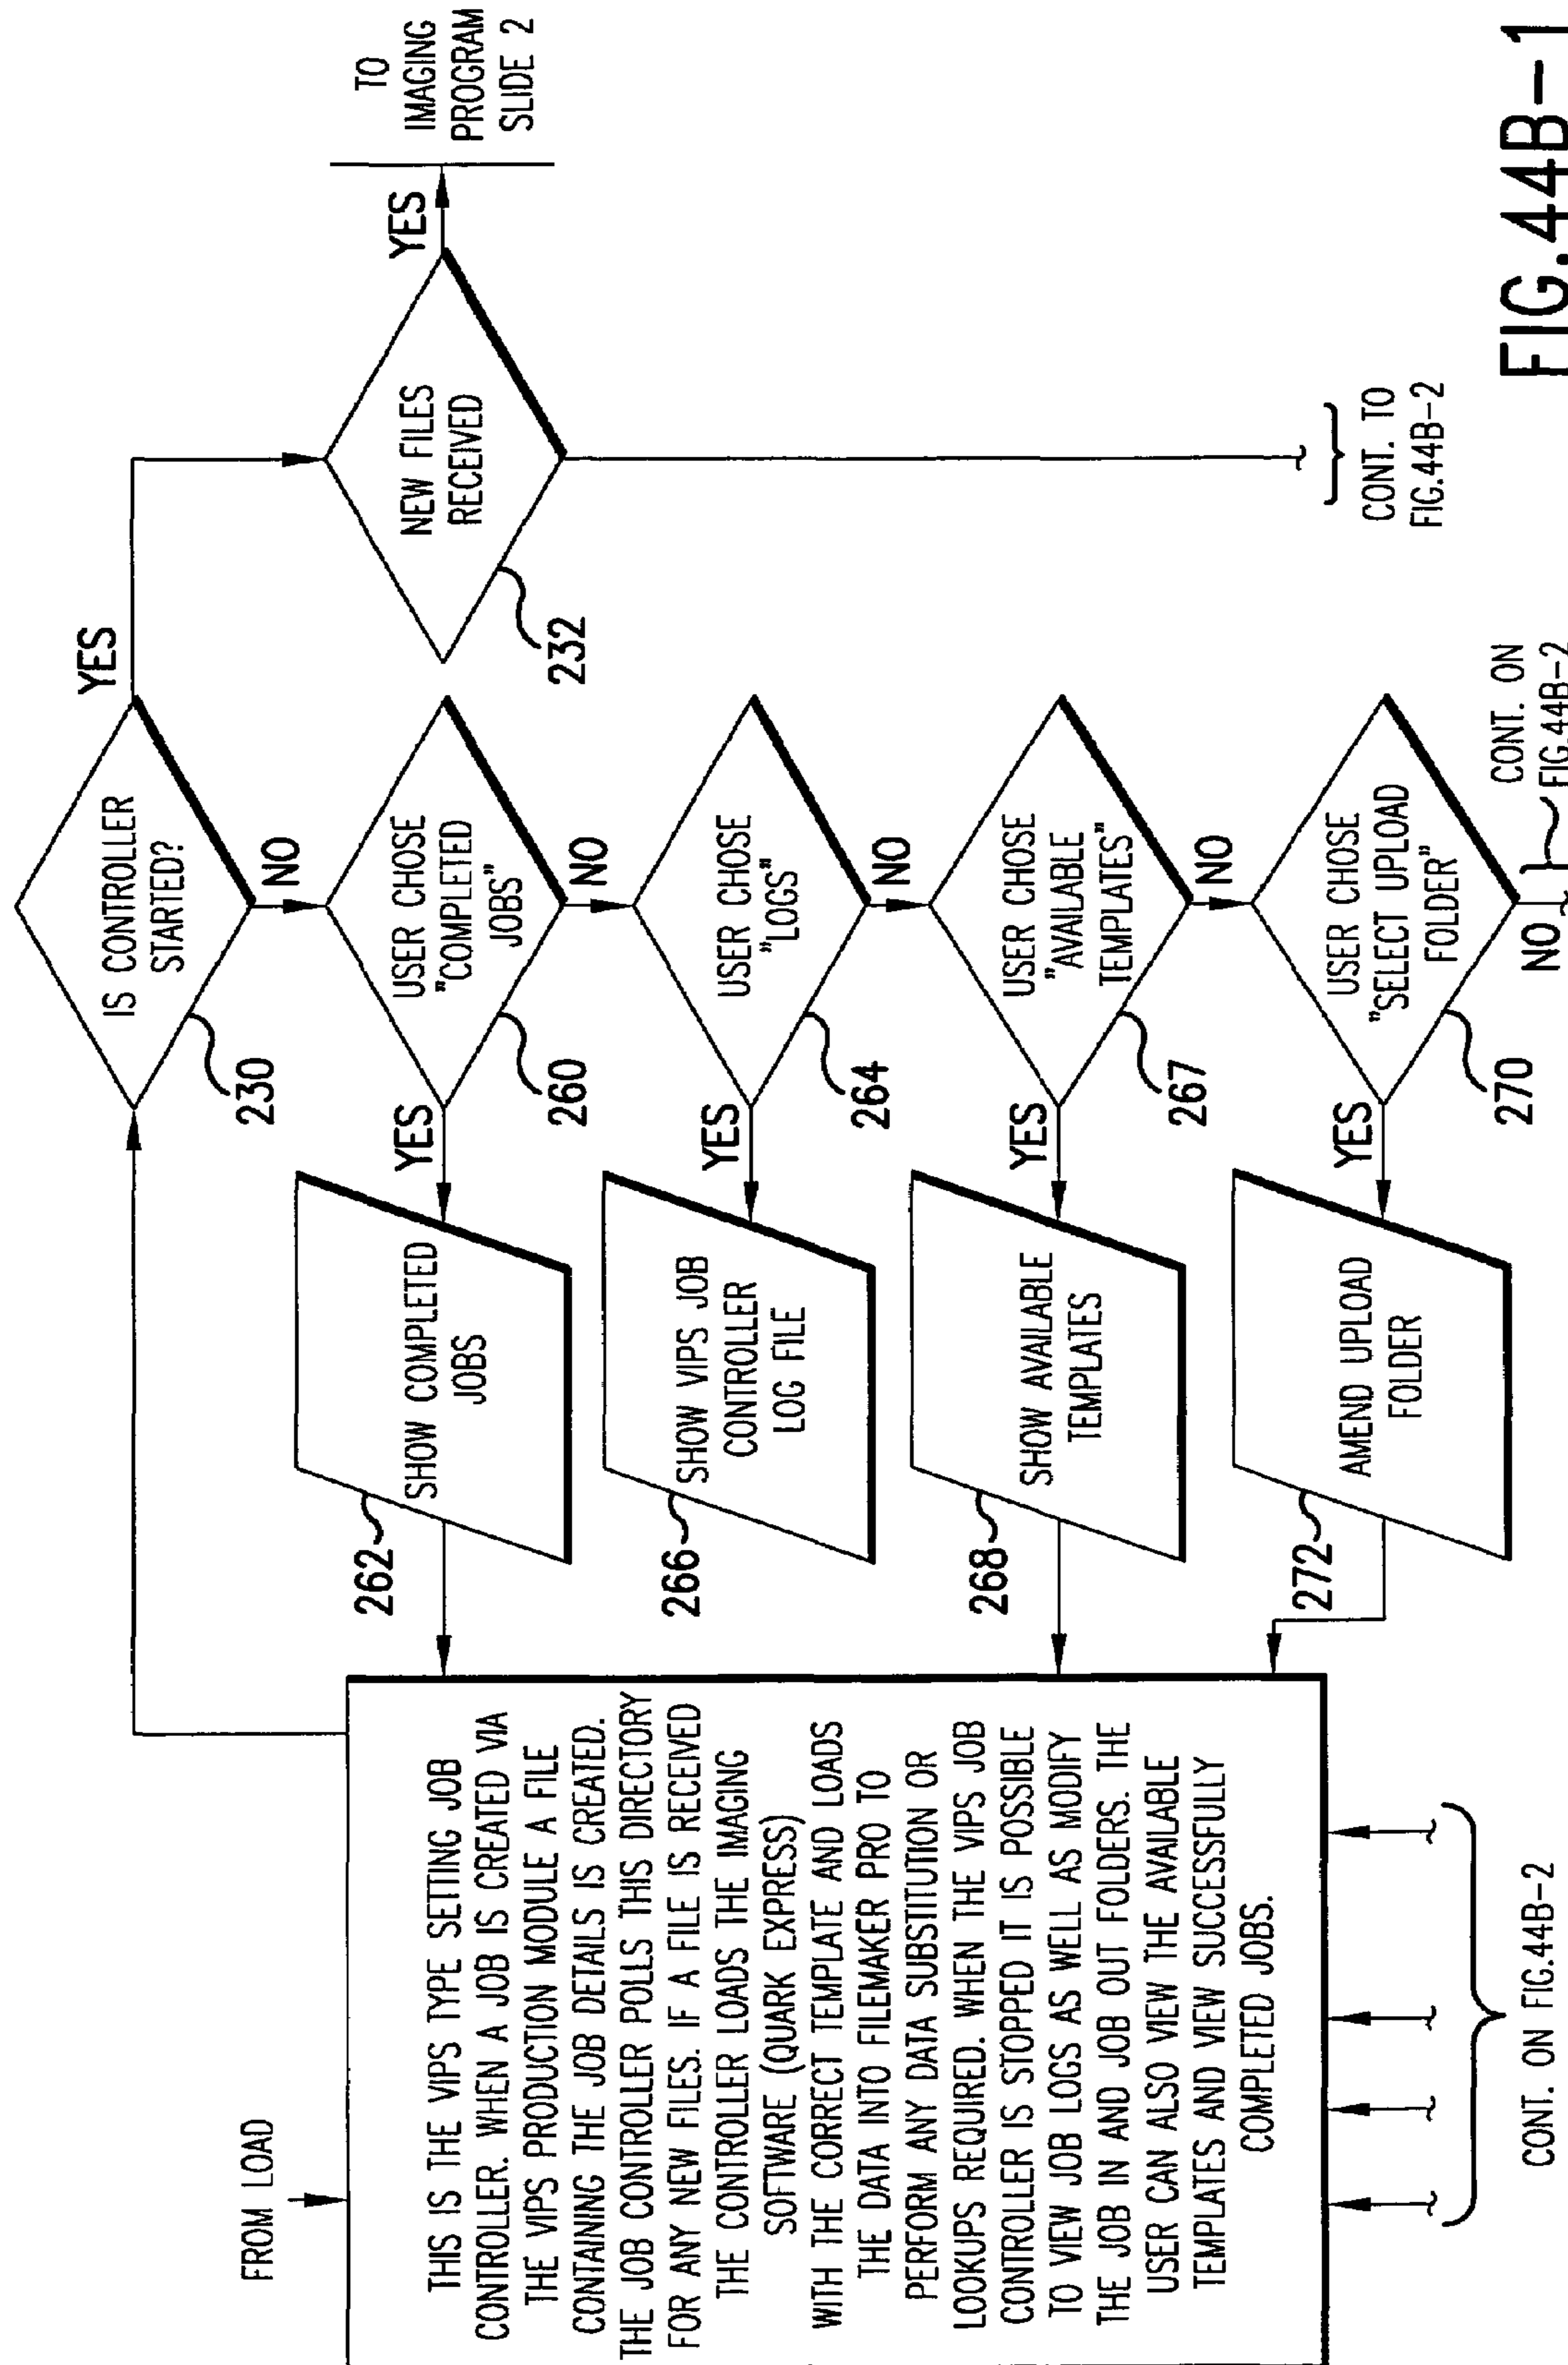 FROM LOAD
THIS IS THE VIPS TYPE SETTING JOB
CONTROLLER. WHEN A JOB IS CREATED VIA
THE VIPS PRODUCTION MODULE A FILE
CONTAINING THE JOB DETAILS IS CREATED.
THE JOB CONTROLLER POLLS THIS DIRECTORY
FOR ANY NEW FILES. IF A FILE IS RECEIVED
THE CONTROLLER LOADS THE IMAGING
SOFTWARE (QUARK EXPRESS)
WITH THE CORRECT TEMPLATE AND LOADS
THE DATA INTO FILEMAKER PRO TO
PERFORM ANY DATA SUBSTITUTION OR
LOOKUPS REQUIRED. WHEN THE VIPS JOB
CONTROLLER IS STOPPED IT IS POSSIBLE
TO VIEW JOB LOGS AS WELL AS MODIFY
THE JOB IN AND JOB OUT FOLDERS. THE
USER CAN ALSO VIEW THE AVAILABLE
TEMPLATES AND VIEW SUCCESSFULLY
COMPLETED JOBS.
CONT. ON FIG.44B-2
IS CONTROLLER
STARTED?
230
YES
NO
NEW FILES
RECEIVED
232
YES
TO
IMAGING
PROGRAM
SLIDE 2
CONT. TO
FIG.44B-2
USER CHOSE
"COMPLETED
JOBS"
260
YES
NO
SHOW COMPLETED
JOBS
262
USER CHOSE
"LOGS"
264
YES
NO
SHOW VIPS JOB
CONTROLLER
LOG FILE
266
USER CHOSE
"AVAILABLE
TEMPLATES"
267
YES
NO
SHOW AVAILABLE
TEMPLATES
268
USER CHOSE
"SELECT UPLOAD
FOLDER"
270
YES
NO
AMEND UPLOAD
FOLDER
272
CONT. ON
FIG.44B-2
FIG.44B-1